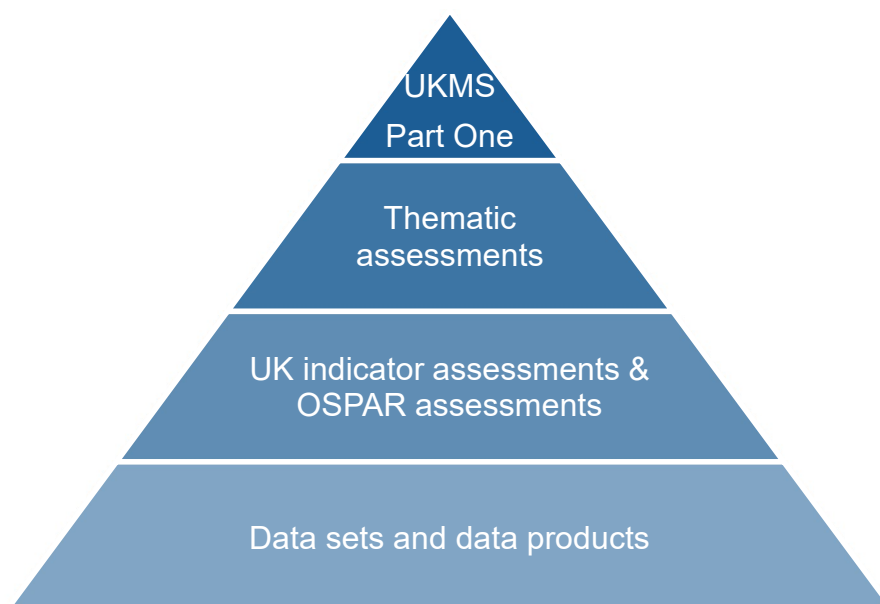 UKMS
Part One
Thematic
assessments
UK indicator assessments &
OSPAR assessments
Data sets and data products